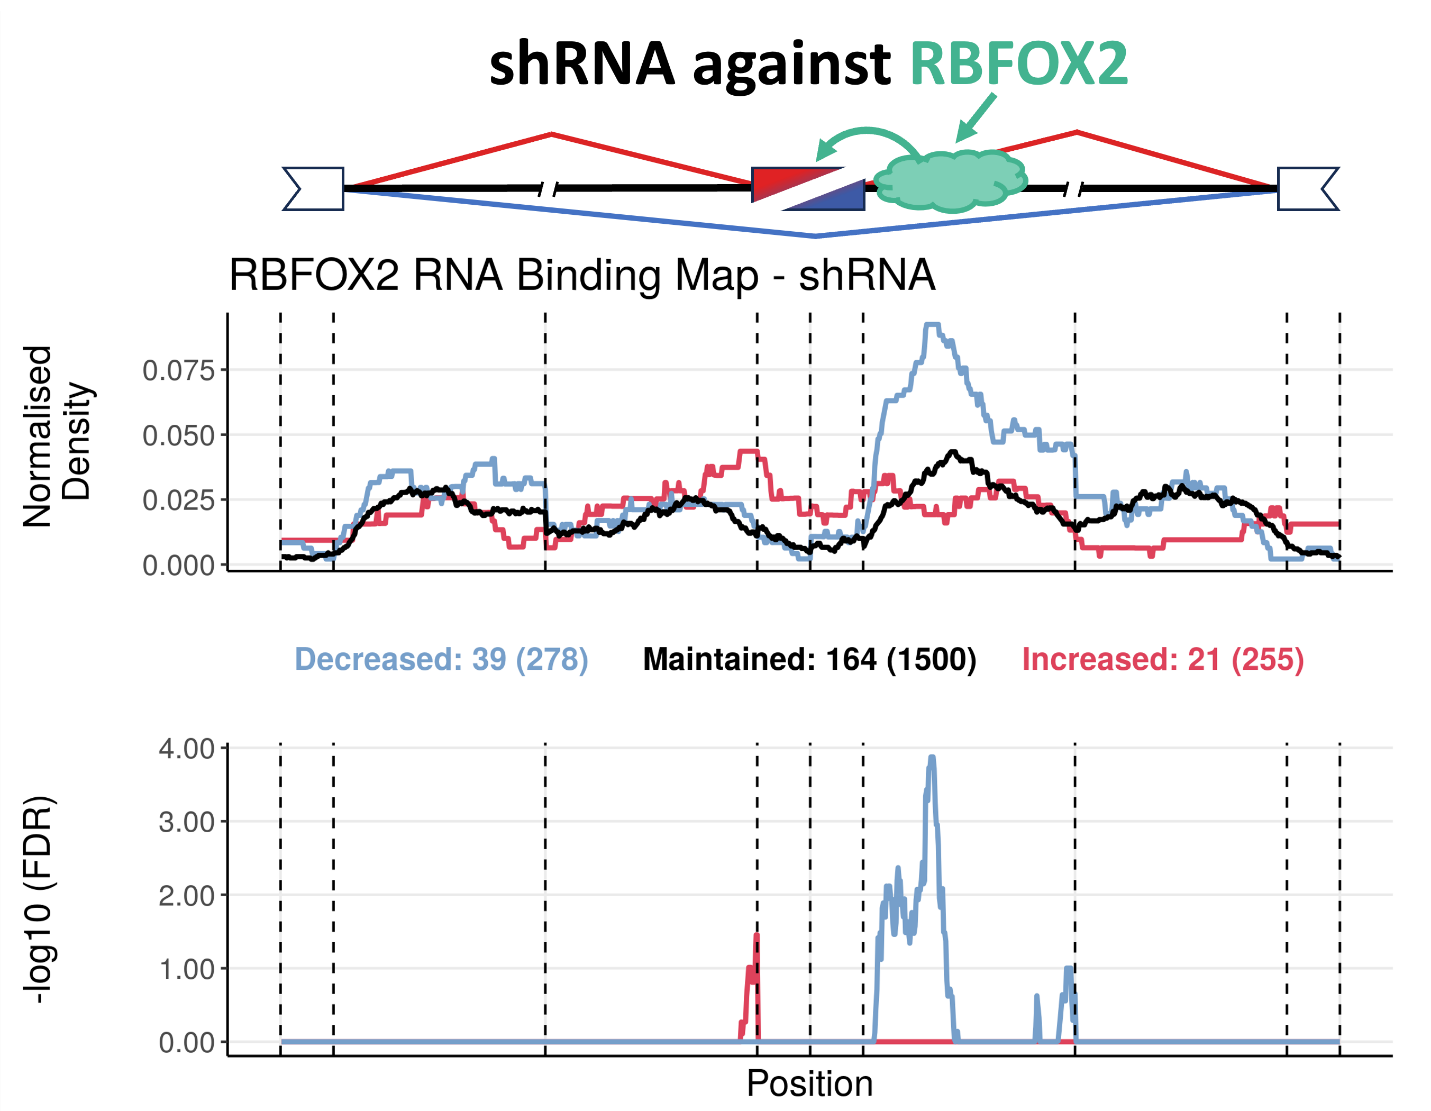 shRNA against RBFOX2
RBFOX2 RNA Binding Map - shRNA
Normalised
Density
0.075
0.050
0.025
0.000
Decreased: 39 (278) Maintained: 164 (1500) Increased: 21 (255)
-log10 (FDR)
4.00
3.00
2.00
1.00
0.00
Position